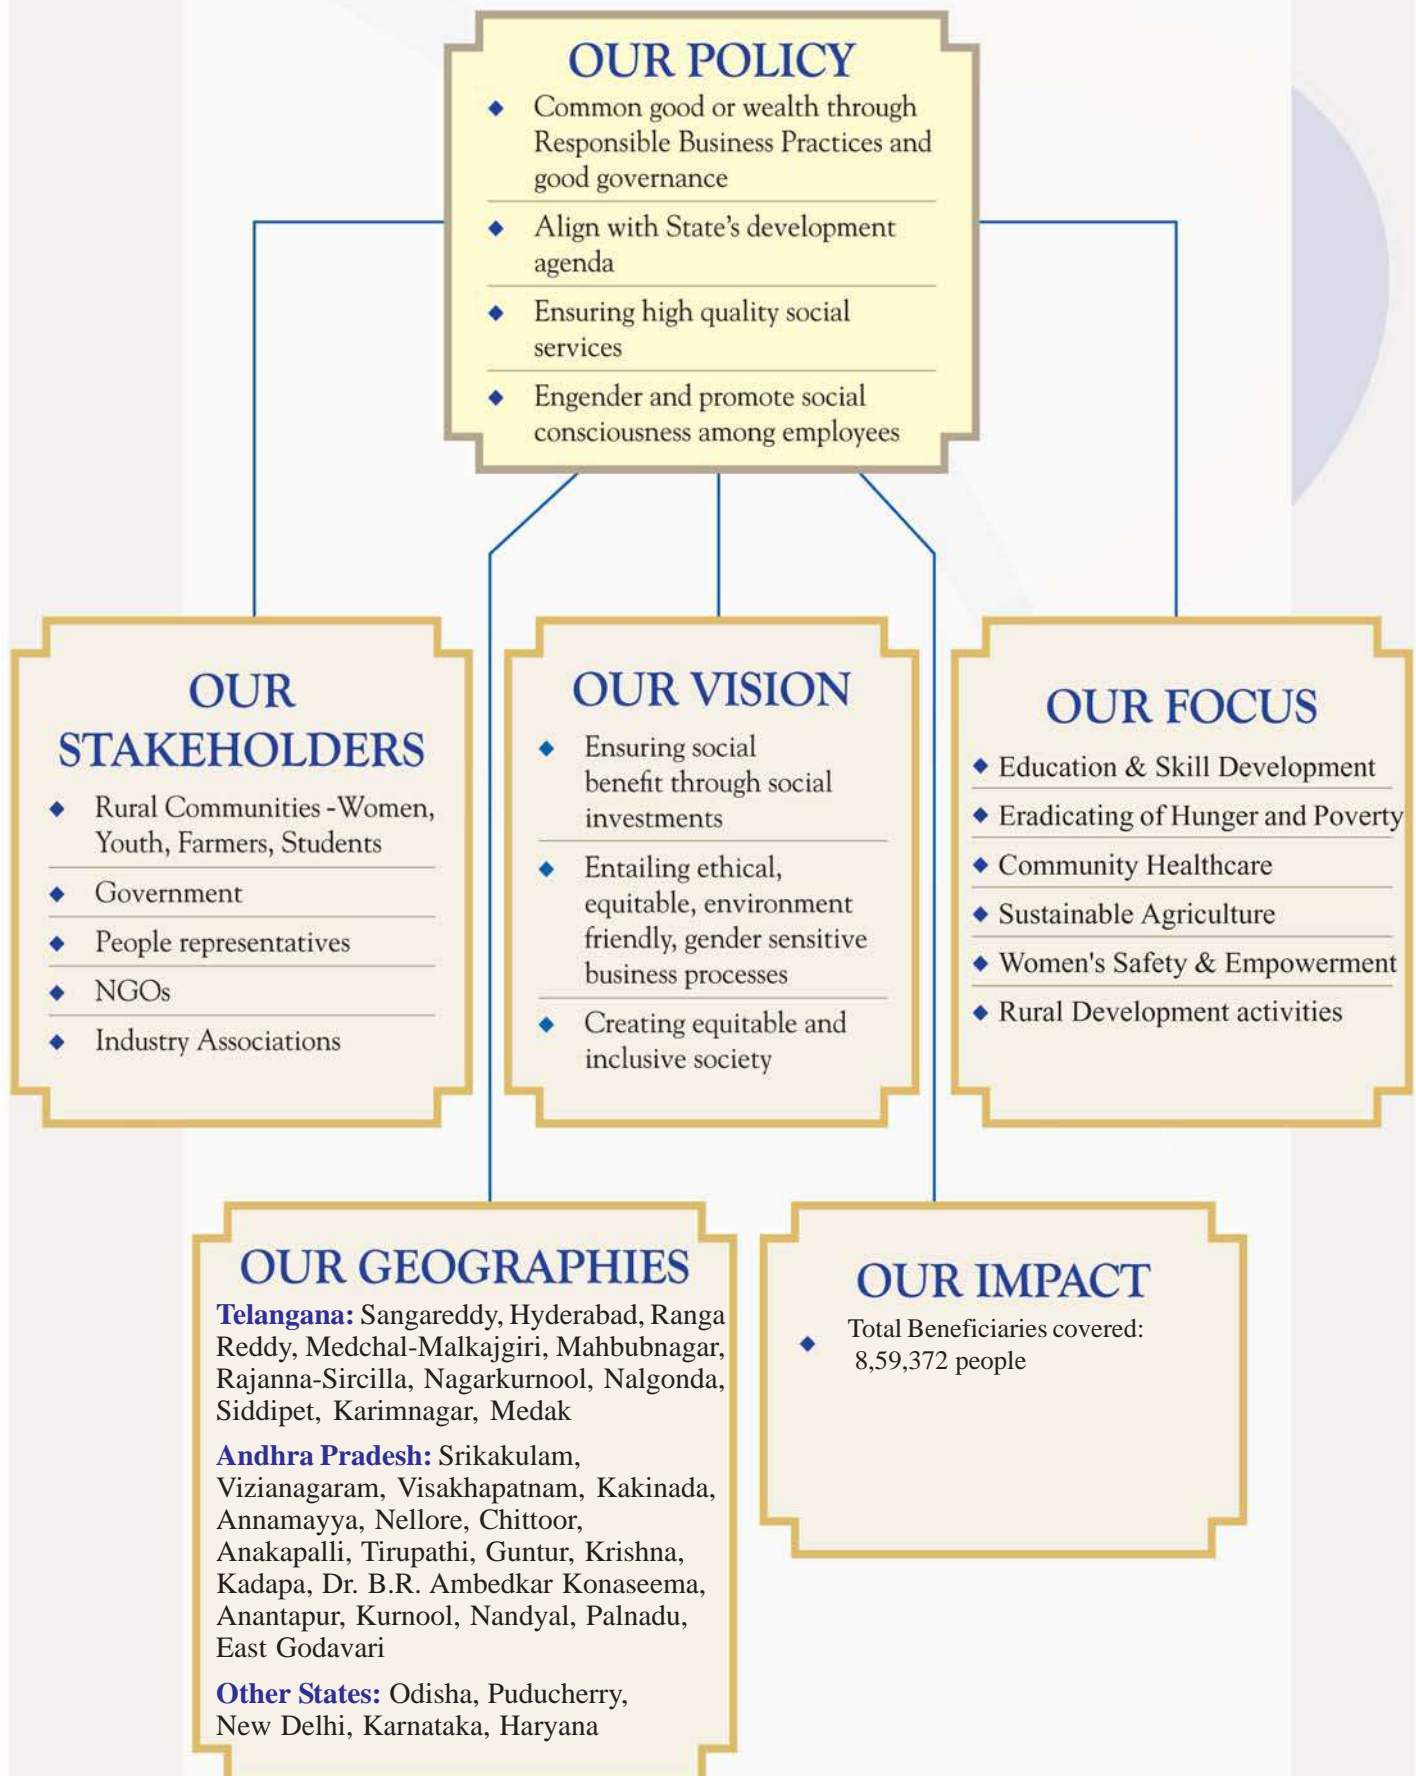 OUR POLICY
◆ Common good or wealth through
Responsible Business Practices and
good governance
◆ Align with State's development
agenda
◆ Ensuring high quality social
services
◆ Engender and promote social
consciousness among employees
OUR
STAKEHOLDERS
◆ Rural Communities - Women,
Youth, Farmers, Students
◆ Government
◆ People representatives
◆ NGOs
◆ Industry Associations
OUR VISION
◆ Ensuring social
benefit through social
investments
◆ Entailing ethical,
equitable, environment
friendly, gender sensitive
business processes
◆ Creating equitable and
inclusive society
OUR FOCUS
◆ Education & Skill Development
◆ Eradicating of Hunger and Poverty
◆ Community Healthcare
◆ Sustainable Agriculture
◆ Women's Safety & Empowerment
◆ Rural Development activities
OUR GEOGRAPHIES
Telangana: Sangareddy, Hyderabad, Ranga
Reddy, Medchal-Malkajgiri, Mahbubnagar,
Rajanna-Sircilla, Nagarkurnool, Nalgonda,
Siddipet, Karimnagar, Medak
Andhra Pradesh: Srikakulam,
Vizianagaram, Visakhapatnam, Kakinada,
Annamayya, Nellore, Chittoor,
Anakapalli, Tirupathi, Guntur, Krishna,
Kadapa, Dr. B.R. Ambedkar Konaseema,
Anantapur, Kurnool, Nandyal, Palnadu,
East Godavari
Other States: Odisha, Puducherry,
New Delhi, Karnataka, Haryana
OUR IMPACT
◆ Total Beneficiaries covered:
8,59,372 people